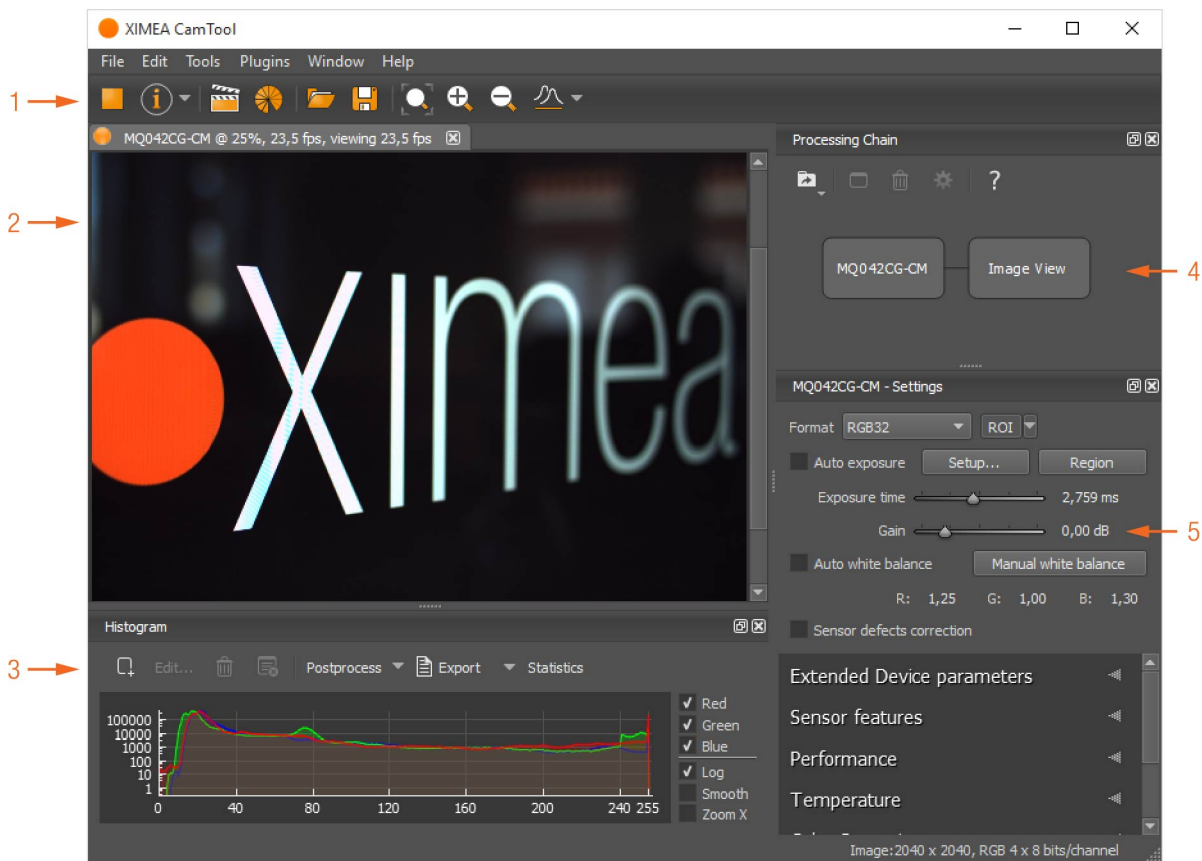 XIMEA CamTool
File Edit Tools Plugins Window Help
1
MQ042CG-CM @ 25%, 23,5 fps, viewing 23,5 fps
2
ximea
Processing Chain
?
MQ042CG-CM Image View
4
MQ042CG-CM - Settings
Format RGB32 ROI
Auto exposure Setup... Region
Exposure time 2,759 ms
Gain 0,00 dB
5
Auto white balance Manual white balance
R: 1,25 G: 1,00 B: 1,30
Sensor defects correction
Extended Device parameters
Sensor features
Performance
Temperature
Histogram
3
Edit... Postprocess Export Statistics
100000
10000
1000
100
10
1
0 40 80 120 160 200 240 255
Red
Green
Blue
Log
Smooth
Zoom X
Image:2040 x 2040, RGB 4 x 8 bits/channel